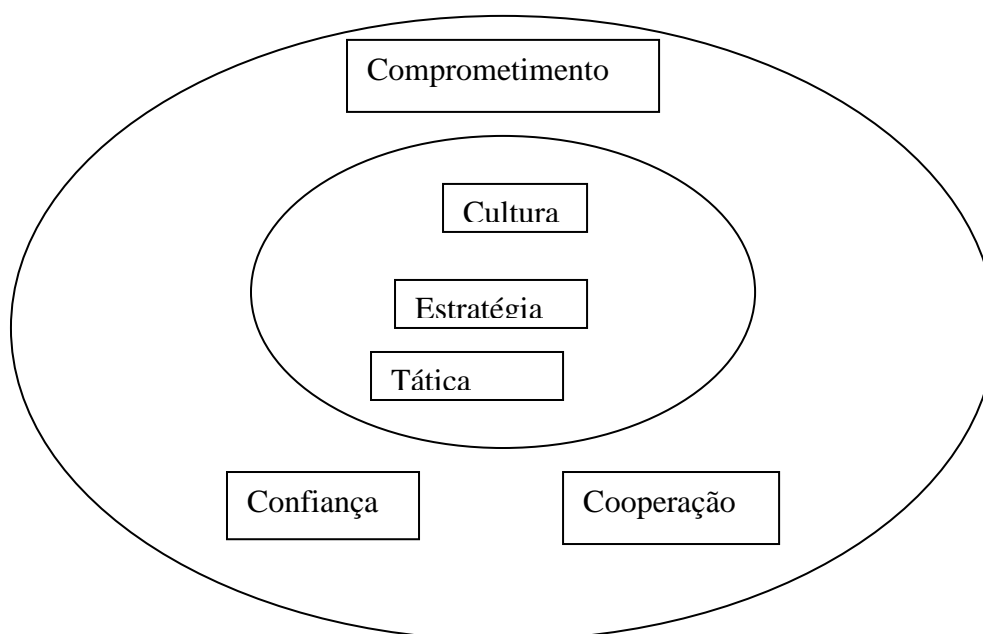 Comprometimento
Cultura
Estratégia
Tática
Confiança
Cooperação